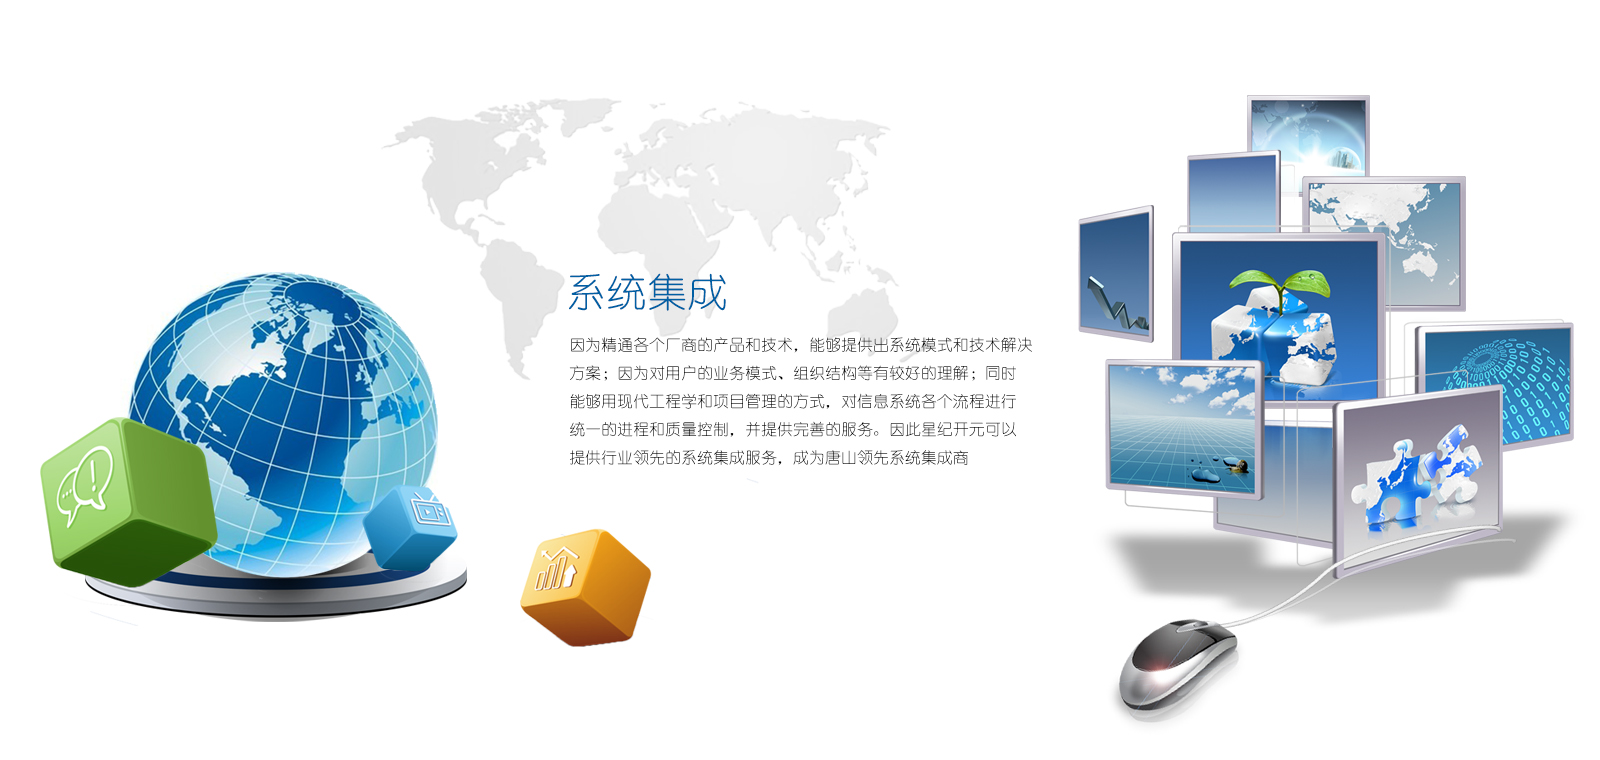 系统集成
因为精通各个厂商的产品和技术，能够提供出系统模式和技术解决
方案；因为对用户的业务模式、组织结构等有较好的理解；同时
能够用现代工程学和项目管理的方式，对信息系统各个流程进行
统一的进程和质量控制，并提供完善的服务。因此星纪开元可以
提供行业领先的系统集成服务，成为唐山领先系统集成商